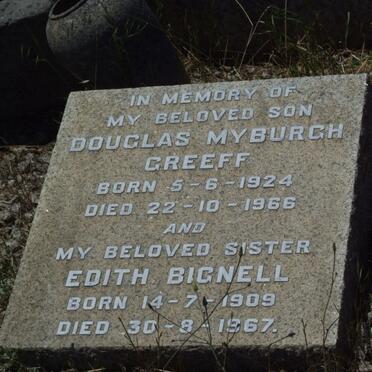 IN MEMORY OF
MY BELOVED SON
DOUGLAS MYBURGH
GREEFF
BORN 5-6-1924
DIED 22-10-1966
AND
MY BELOVED SISTER
EDITH BIGNELL
BORN 14-7-1909
DIED 30-8-1967.